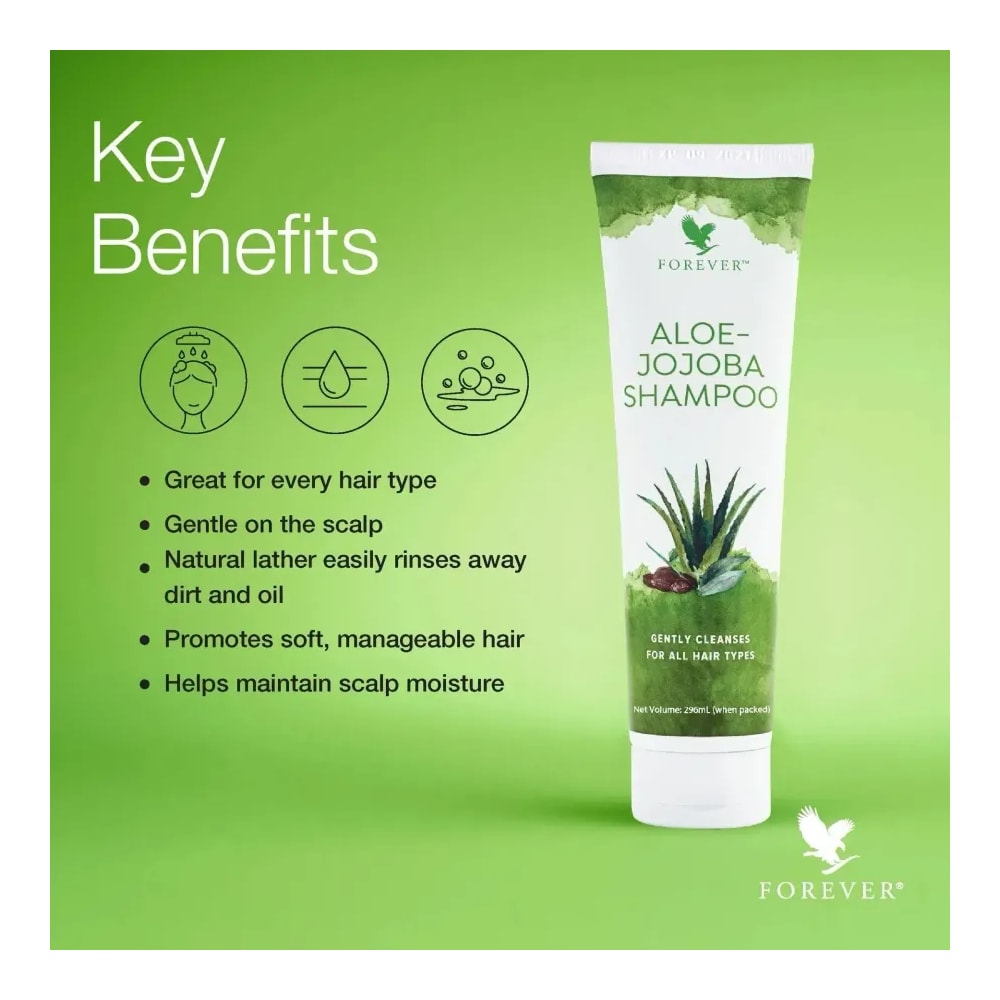 Key
Benefits
• Great for every hair type
• Gentle on the scalp
• Natural lather easily rinses away
dirt and oil
• Promotes soft, manageable hair
• Helps maintain scalp moisture
FOREVER™
ALOE-
JOJOBA
SHAMPOO
GENTLY CLEANSES
FOR ALL HAIR TYPES
Net Volume: 296mL (when packed)
FOREVER®